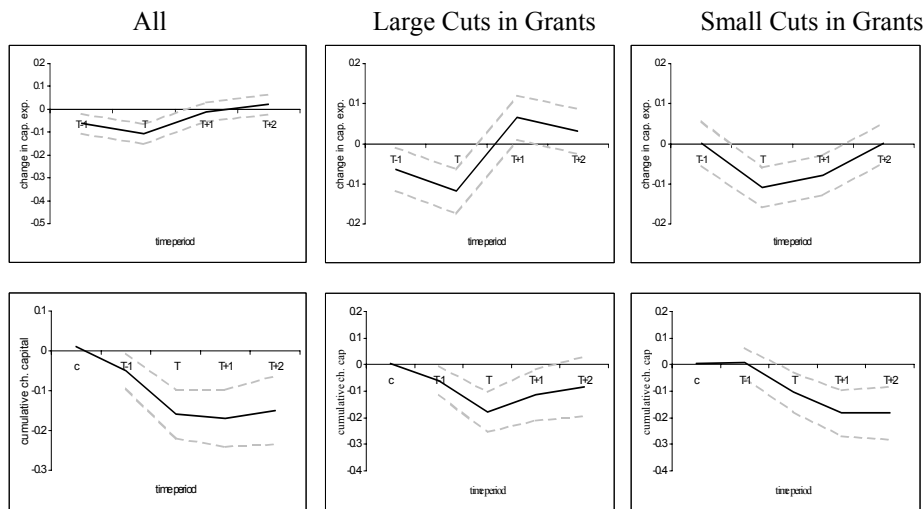 All
Large Cuts in Grants
Small Cuts in Grants
change in cap. exp.
0.2
0.1
0
-0.1
-0.2
-0.3
-0.4
-0.5
T-1
T
T+1
T+2
time period
change in cap. exp.
0.2
0.1
0
-0.1
-0.2
T-1
T
T+1
T+2
time period
change in cap. exp.
0.2
0.1
0
-0.1
-0.2
T-1
T
T+1
T+2
time period
cumulative ch. capital
0.1
0
-0.1
-0.2
-0.3
c
T-1
T
T+1
T+2
time period
cumulative ch. cap
0.2
0.1
0
-0.1
-0.2
-0.3
-0.4
c
T-1
T
T+1
T+2
time period
cumulative ch. cap
0.2
0.1
0
-0.1
-0.2
-0.3
-0.4
c
T-1
T
T+1
T+2
time period